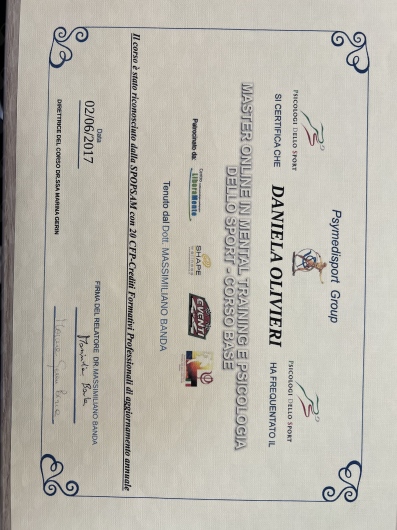 Psymedisport Group
PSICOLOGI DELLO SPORT
PSICOLOGI DELLO SPORT
SI CERTIFICA CHE DANIELA OLIVIERI HA FREQUENTATO IL
MASTER ONLINE IN MENTAL TRAINING E PSICOLOGIA
DELLO SPORT - CORSO BASE
Patrocinato da:
LiberaMente
SHAPE
EVENTI
Tenuto dal Dott. MASSIMILIANO BANDA
Il corso è stato riconosciuto dalla SPOPSAM con 20 CFP-Crediti Formativi Professionali di aggiornamento annuale
Data
02/06/2017
FIRMA DEL RELATORE DR.MASSIMILIANO BANDA
DIRETTRICE DEL CORSO DR.SSA MARINA GERIN